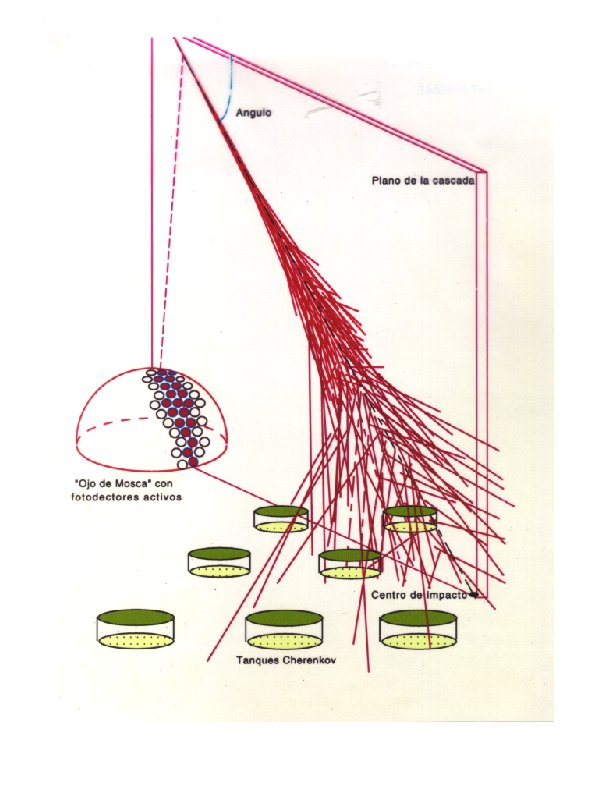 Angulo
Plano de la cascada
"Ojo de Mosca" con
fotodectores activos
Centro de Impacto
Tanques Cherenkov